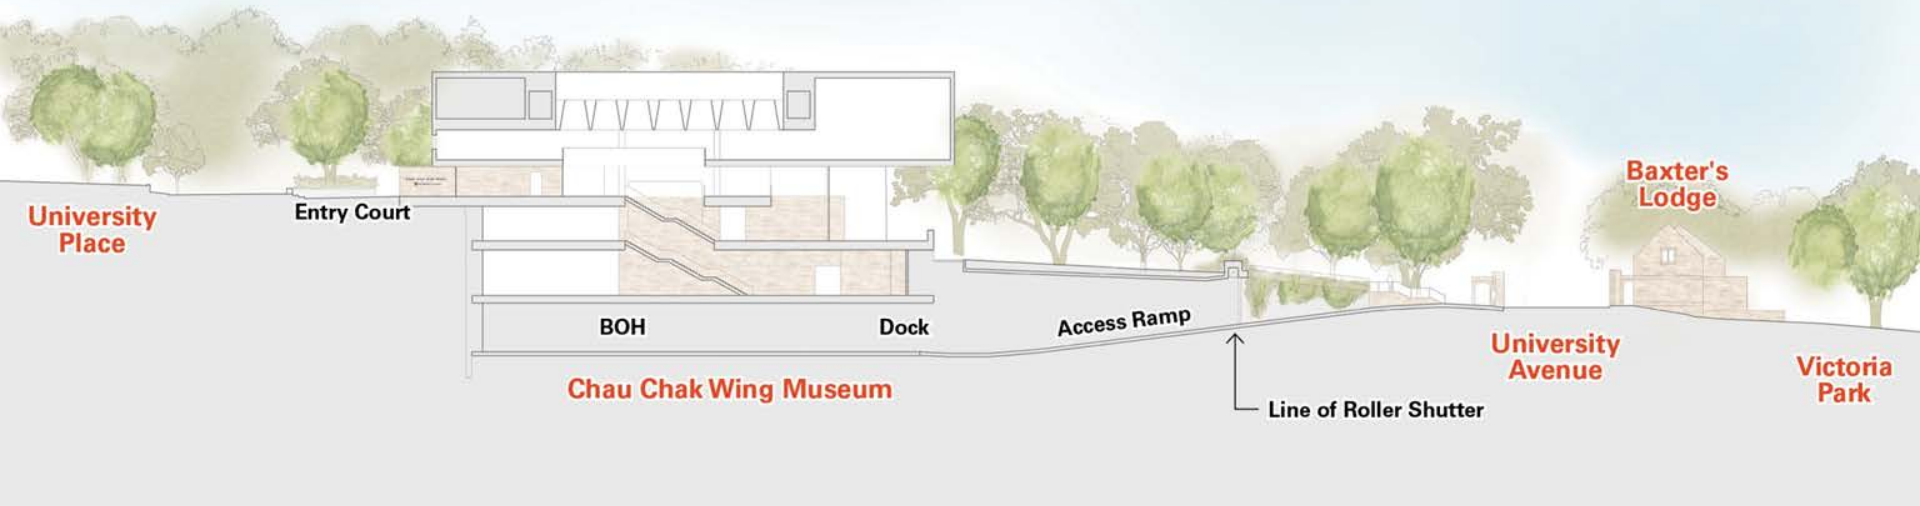 University
Place
Entry Court
BOH
Dock
Access Ramp
Chau Chak Wing Museum
Line of Roller Shutter
University
Avenue
Baxter's
Lodge
Victoria
Park